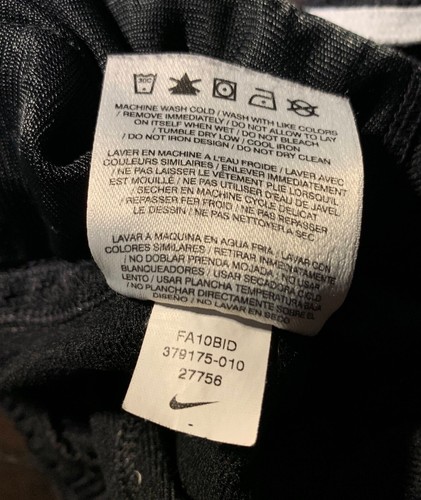 30C
MACHINE WASH COLD / WASH WITH LIKE COLORS
/ REMOVE IMMEDIATELY / DO NOT ALLOW TO LAY
ON ITSELF WHEN WET / DO NOT BLEACH
/ TUMBLE DRY LOW / COOL IRON
/ DO NOT IRON DESIGN / DO NOT DRY CLEAN
LAVER EN MACHINE A L'EAU FROIDE / LAVER AVEC
COULEURS SIMILAIRES / ENLEVER IMMEDIATEMENT
/ NE PAS LAISSER LE VÊTEMENT PLIE LORSQU'IL
EST MOUILLÉ / NE PAS UTILISER D'EAU DE JAVEL
/ SECHER EN MACHINE CYCLE DELICAT
/ REPASSER FER FROID / NE PAS REPASSER
LE DESSIN / NE PAS NETTOYER A SEC
LAVAR A MAQUINA EN AGUA FRIA / LAVAR CON
COLORES SIMILARES / RETIRAR INMEDIATAMENTE
/ NO DOBLAR PRENDA MOJADA / NO USAR
BLANQUEADORES / USAR SECADORA CICLO
LENTO / USAR PLANCHA TEMPERATURA BAJA
/ NO PLANCHAR DIRECTAMENTE SOBRE EL
DISEÑO / NO LAVAR EN SECO
FA10BID
379175-010
27756